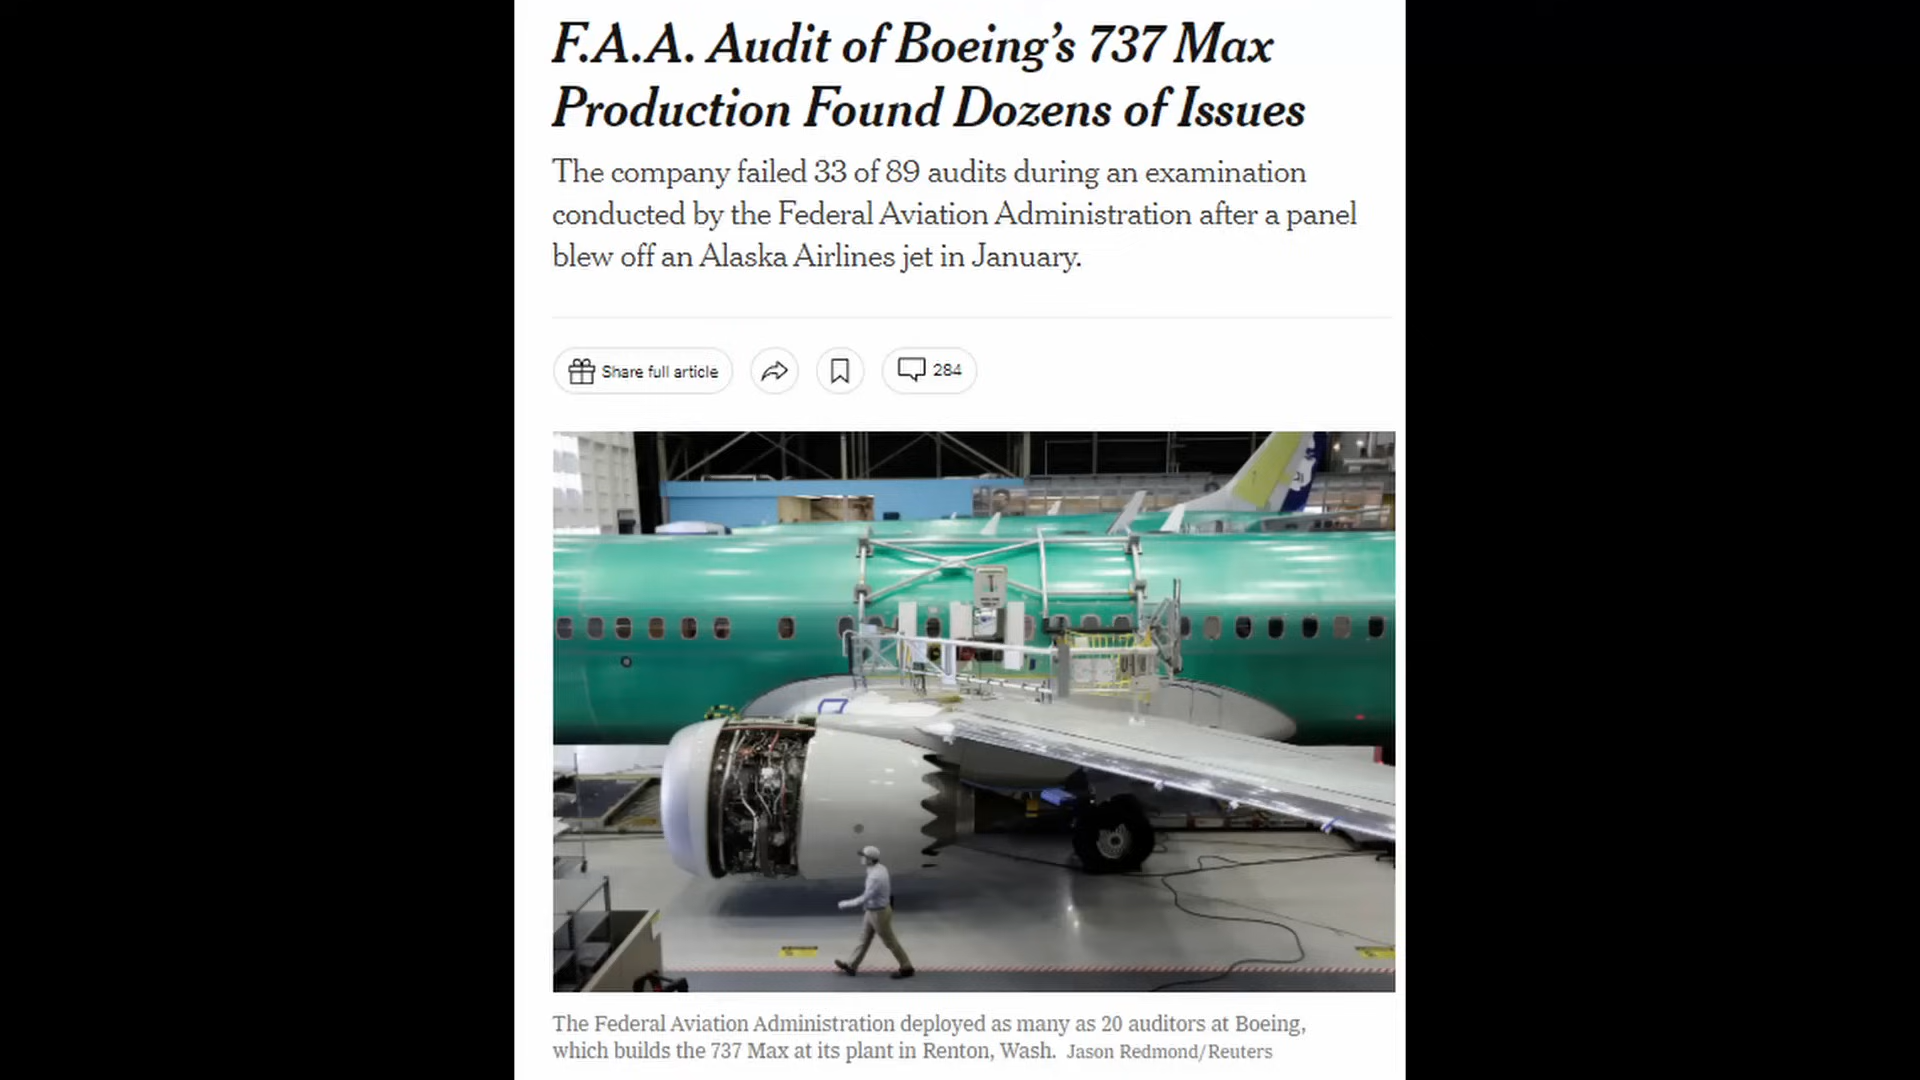 F.A.A. Audit of Boeing’s 737 Max
Production Found Dozens of Issues
The company failed 33 of 89 audits during an examination
conducted by the Federal Aviation Administration after a panel
blew off an Alaska Airlines jet in January.
Share full article
284
The Federal Aviation Administration deployed as many as 20 auditors at Boeing,
which builds the 737 Max at its plant in Renton, Wash. Jason Redmond/Reuters